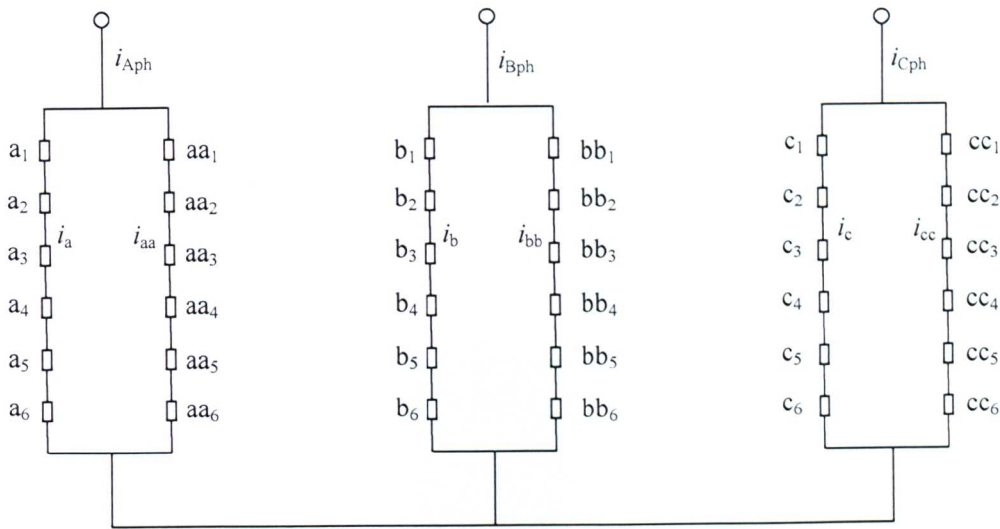 i_Aph i_Bph i_Cph
a₁ aa₁ b₁ bb₁ c₁ cc₁
a₂ aa₂ b₂ bb₂ c₂ cc₂
i_a i_aa i_b i_bb i_c i_cc
a₃ aa₃ b₃ bb₃ c₃ cc₃
a₄ aa₄ b₄ bb₄ c₄ cc₄
a₅ aa₅ b₅ bb₅ c₅ cc₅
a₆ aa₆ b₆ bb₆ c₆ cc₆